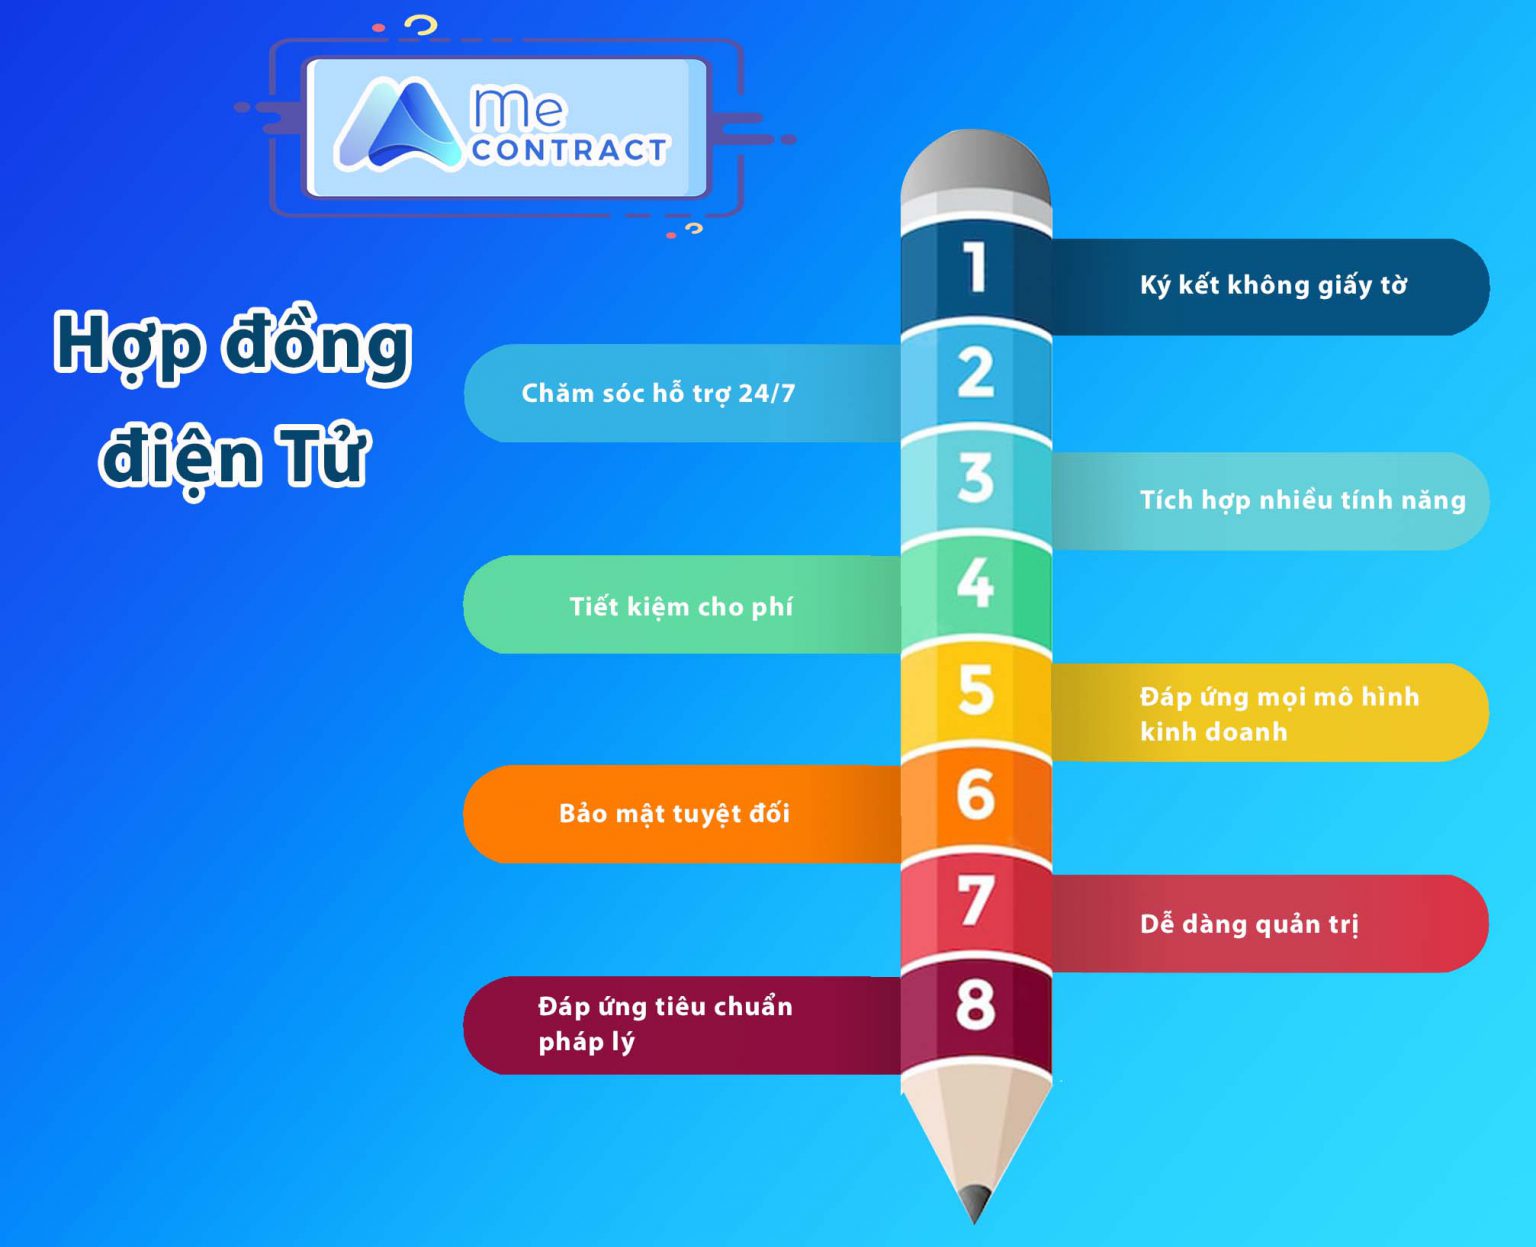 Me
CONTRACT
Hợp đồng
điện Tử
1
Ký kết không giấy tờ
2
Chăm sóc hỗ trợ 24/7
3
Tích hợp nhiều tính năng
4
Tiết kiệm cho phí
5
Đáp ứng mọi mô hình
kinh doanh
6
Bảo mật tuyệt đối
7
Dễ dàng quản trị
8
Đáp ứng tiêu chuẩn
pháp lý